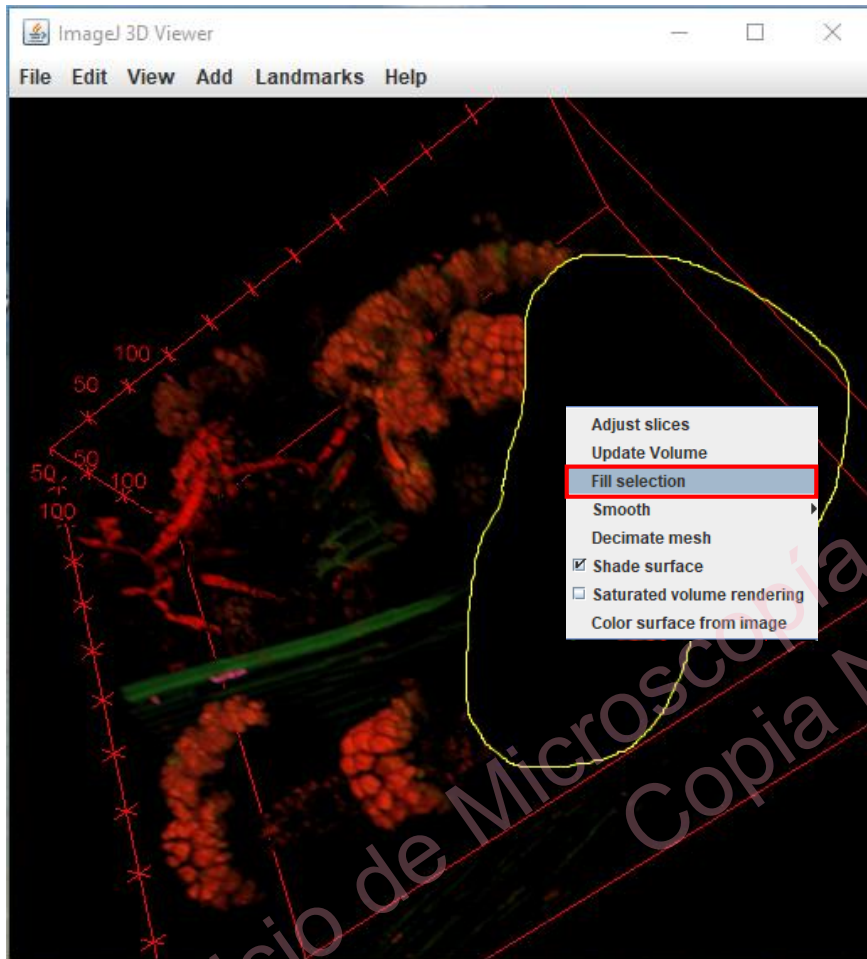 ImageJ 3D Viewer
File Edit View Add Landmarks Help
100
50
50 50
100
100
Adjust slices
Update Volume
Fill selection
Smooth
Decimate mesh
Shade surface
Saturated volume rendering
Color surface from image
de Microscopía
Copia